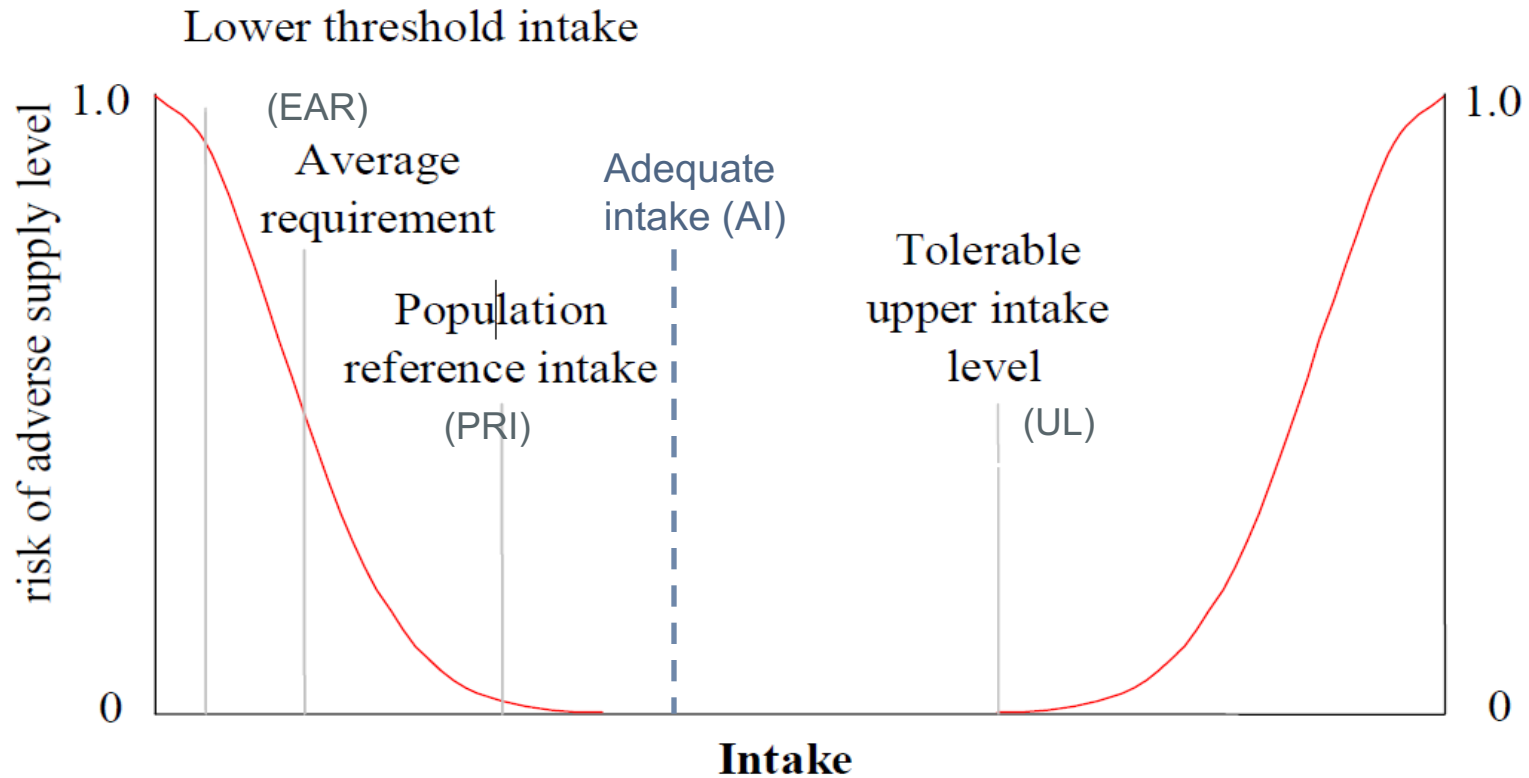 Lower threshold intake
risk of adverse supply level
1.0
(EAR)
Average
requirement
Adequate
intake (AI)
Population
reference intake
(PRI)
Tolerable
upper intake
level
(UL)
1.0
0
0
Intake